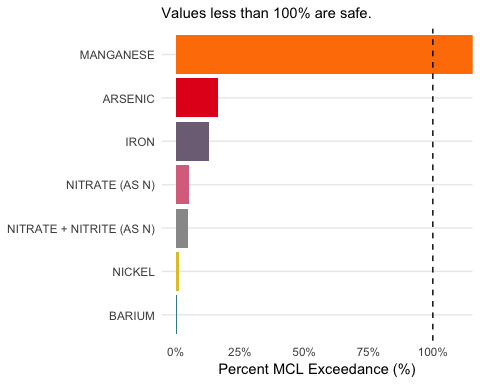 Values less than 100% are safe.
MANGANESE
ARSENIC
IRON
NITRATE (AS N)
NITRATE + NITRITE (AS N)
NICKEL
BARIUM
0% 25% 50% 75% 100%
Percent MCL Exceedance (%)